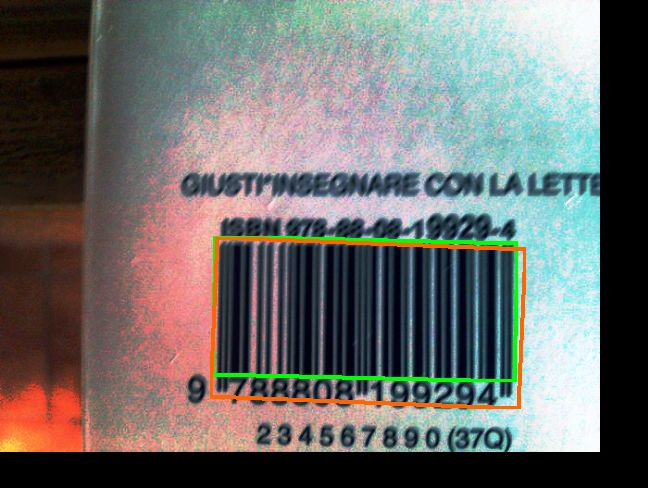 GIUSTI*INSEGNARE CON LA LETTE
ISBN 978-88-08-19929-4
9 "788808"199294"
2 3 4 5 6 7 8 9 0 (37Q)